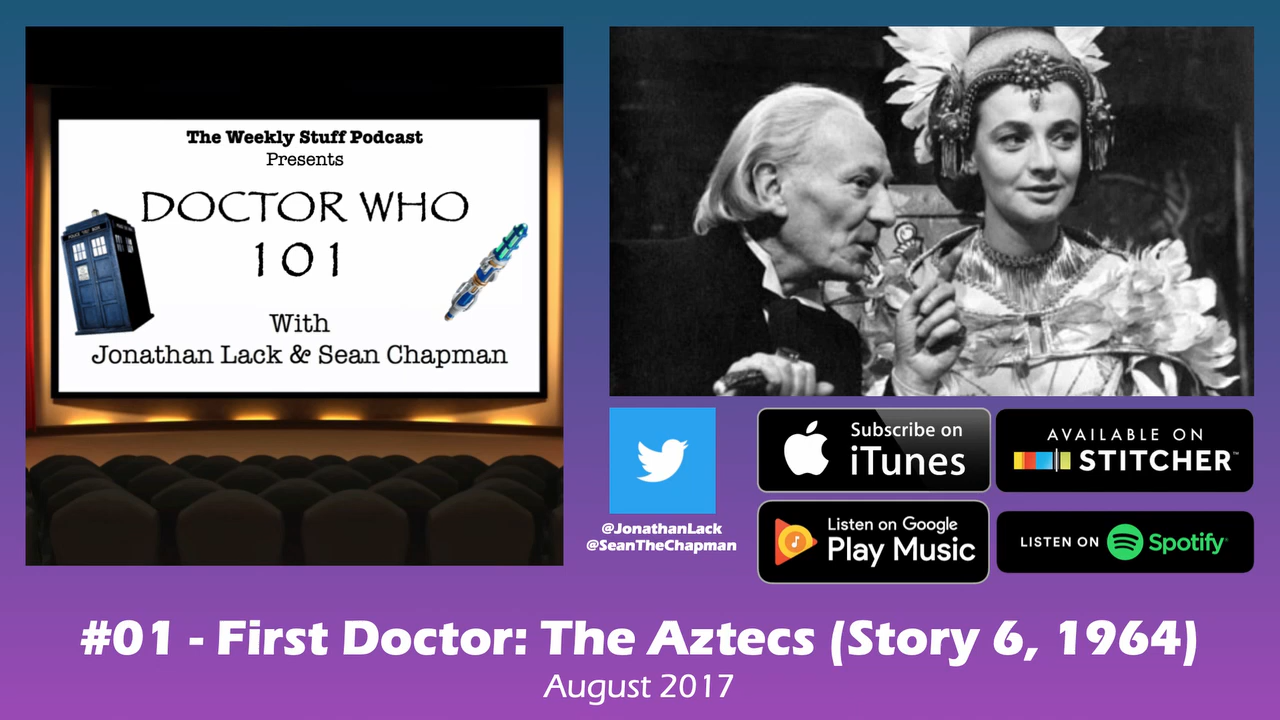 The Weekly Stuff Podcast
Presents
DOCTOR WHO
101
With
Jonathan Lack & Sean Chapman
@JonathanLack
@SeanTheChapman
Subscribe on
iTunes
AVAILABLE ON
STITCHER™
Listen on Google
Play Music
LISTEN ON Spotify
#01 - First Doctor: The Aztecs (Story 6, 1964)
August 2017